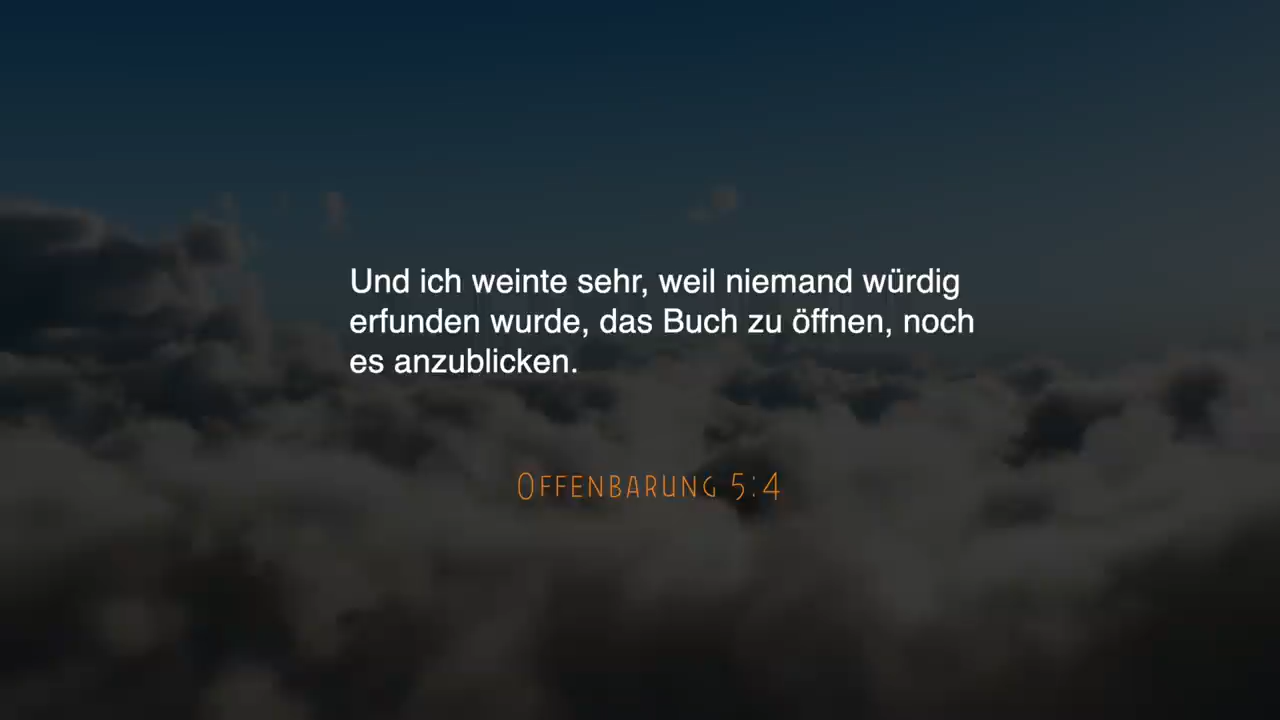 Und ich weinte sehr, weil niemand würdig
erfunden wurde, das Buch zu öffnen, noch
es anzublicken.
Offenbarung 5:4